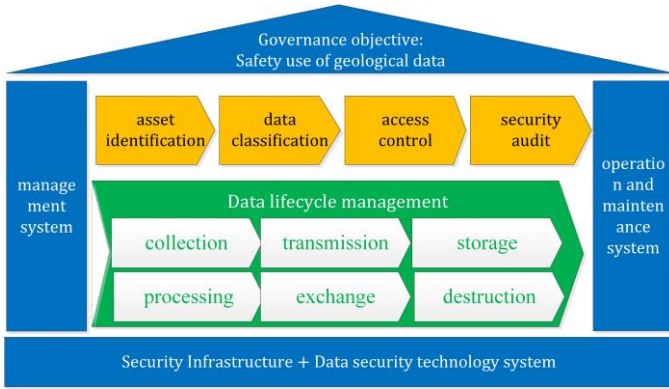 Governance objective:
Safety use of geological data
manage
ment
system
asset
identification
data
classification
access
control
security
audit
operatio
n and
mainten
ance
system
Data lifecycle management
collection
transmission
storage
processing
exchange
destruction
Security Infrastructure + Data security technology system